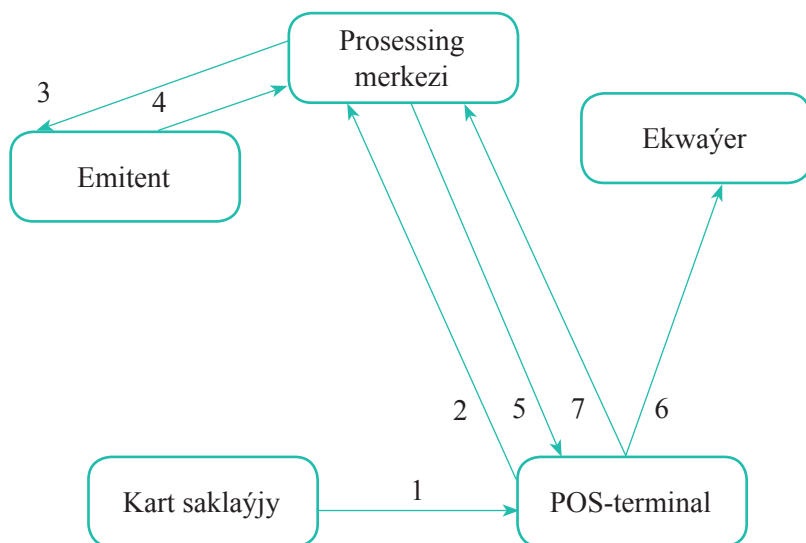 Prosessing
merkezi
3
4
Ekwaýer
Emitent
2
5
7
6
1
Kart saklaýjy
POS-terminal